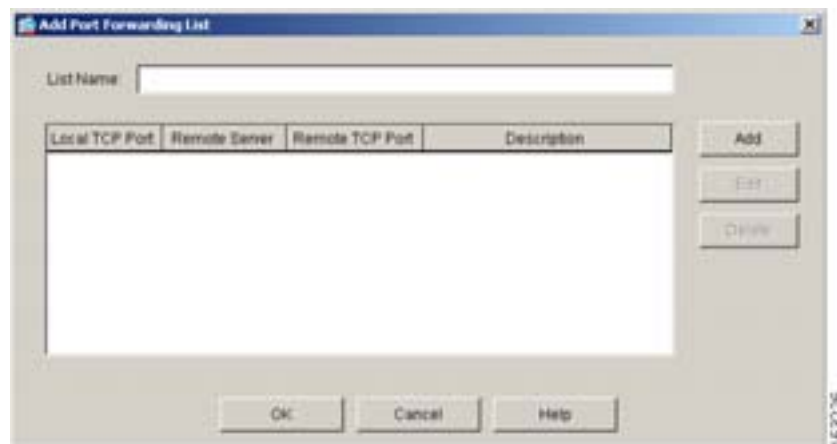 Add Port Forwarding List
List Name:
Local TCP Port Remote Server Remote TCP Port Description
Add
Edit
Delete
OK Cancel Help